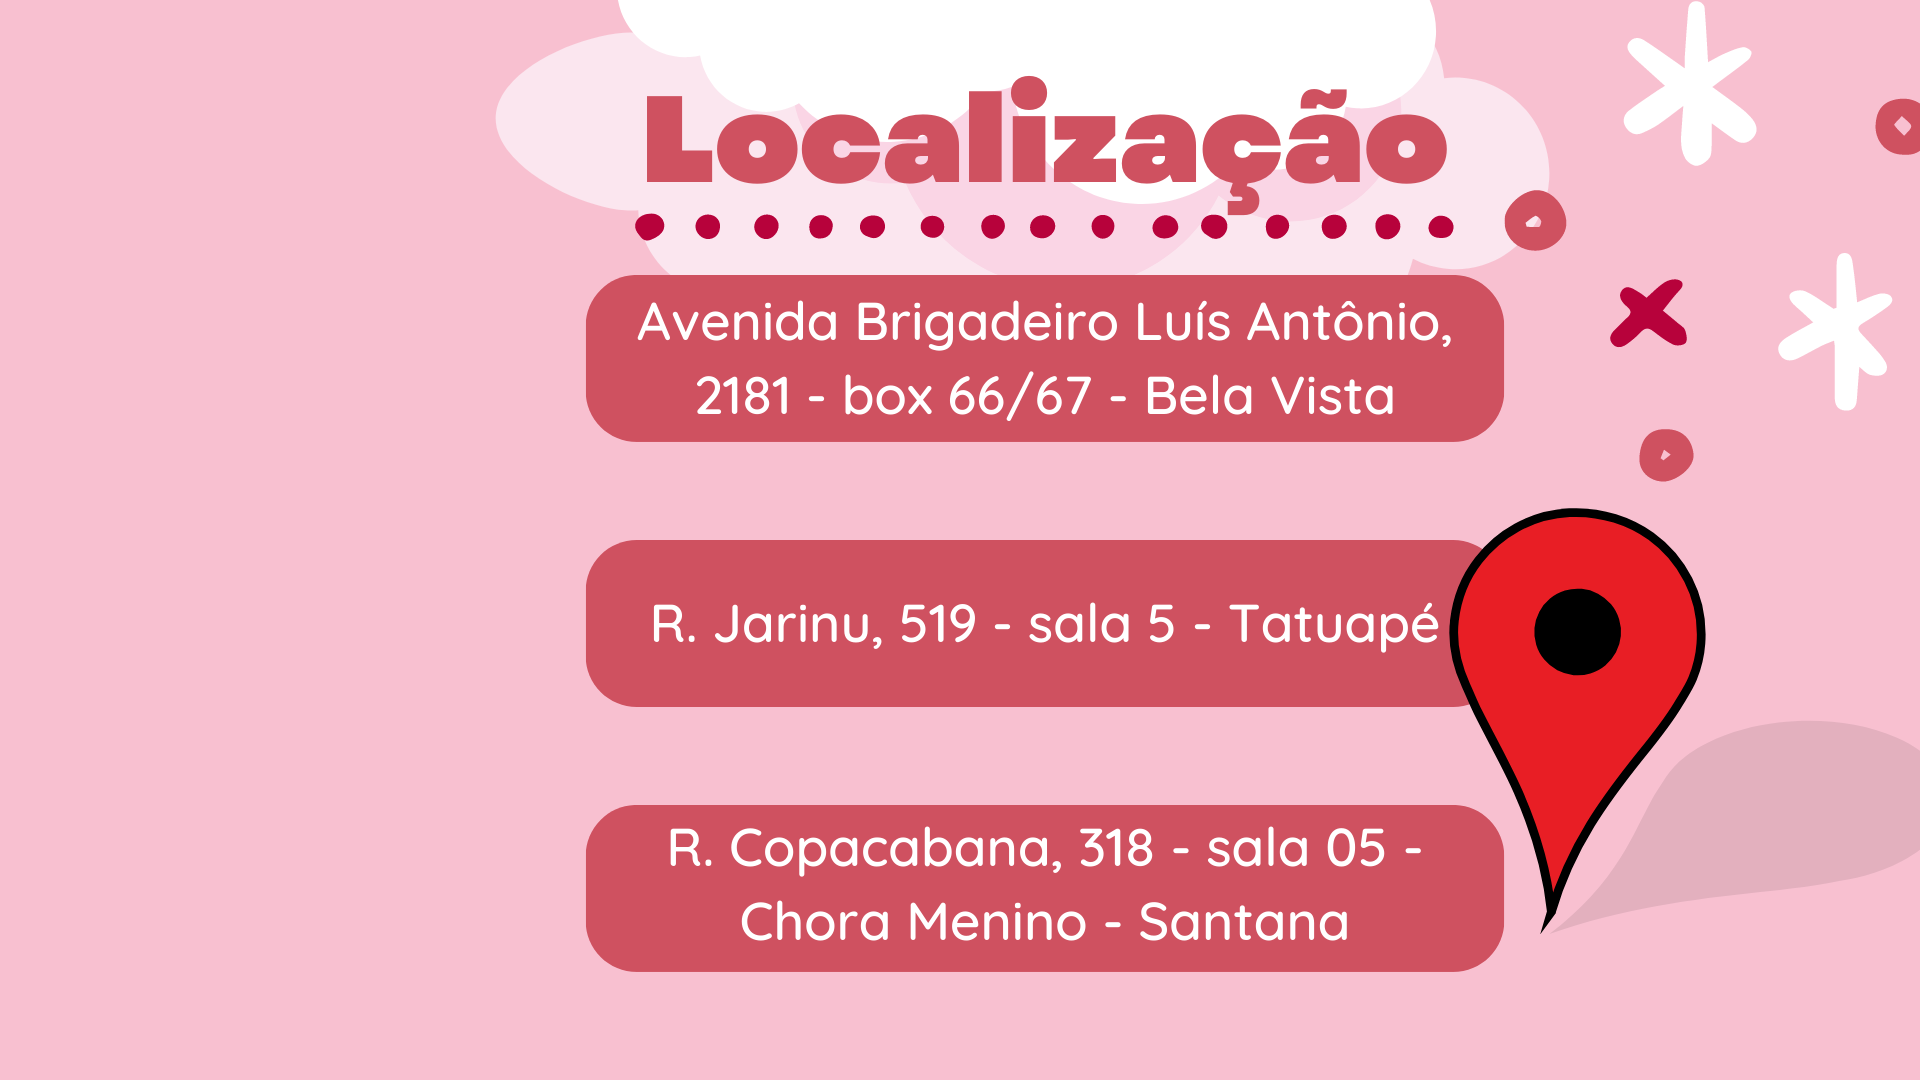 Localização
Avenida Brigadeiro Luís Antônio,
2181 - box 66/67 - Bela Vista
R. Jarinu, 519 - sala 5 - Tatuapé
R. Copacabana, 318 - sala 05 -
Chora Menino - Santana